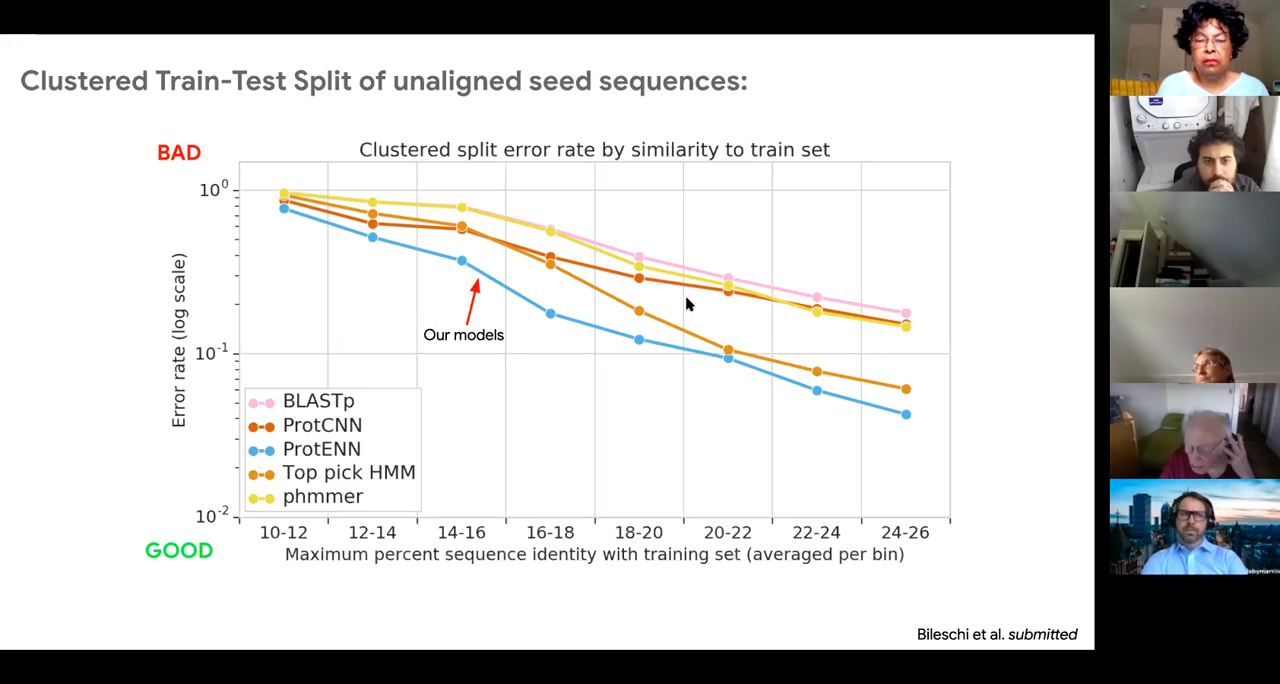 Clustered Train-Test Split of unaligned seed sequences:
BAD
Clustered split error rate by similarity to train set
10⁰
10⁻¹
10⁻²
Error rate (log scale)
Our models
BLASTp
ProtCNN
ProtENN
Top pick HMM
phmmer
10-12 12-14 14-16 16-18 18-20 20-22 22-24 24-26
GOOD
Maximum percent sequence identity with training set (averaged per bin)
Bileschi et al. submitted